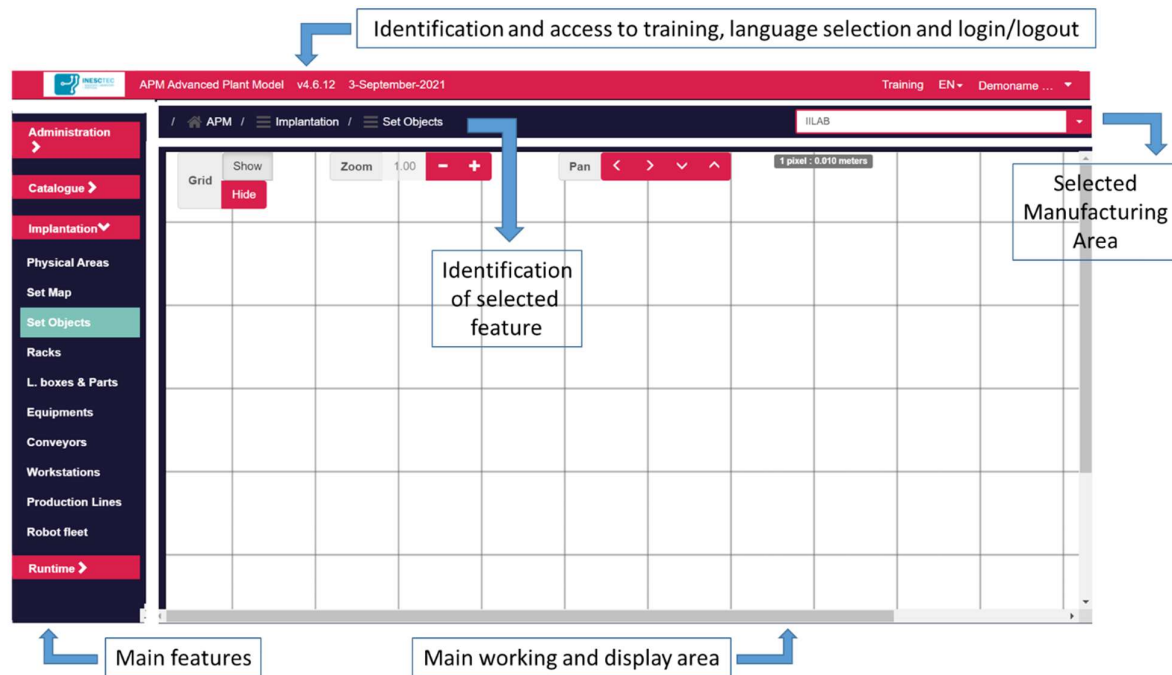 Identification and access to training, language selection and login/logout
INESCTEC
APM Advanced Plant Model v4.6.12 3-September-2021
Training EN Demoname ...
/ APM / Implantation / Set Objects
IILAB
Administration
Catalogue
Implantation
Physical Areas
Set Map
Set Objects
Racks
L. boxes & Parts
Equipments
Conveyors
Workstations
Production Lines
Robot fleet
Runtime
Grid
Show
Hide
Zoom 1.00 - +
Pan
1 pixel : 0.010 meters
Selected
Manufacturing
Area
Identification
of selected
feature
Main features
Main working and display area